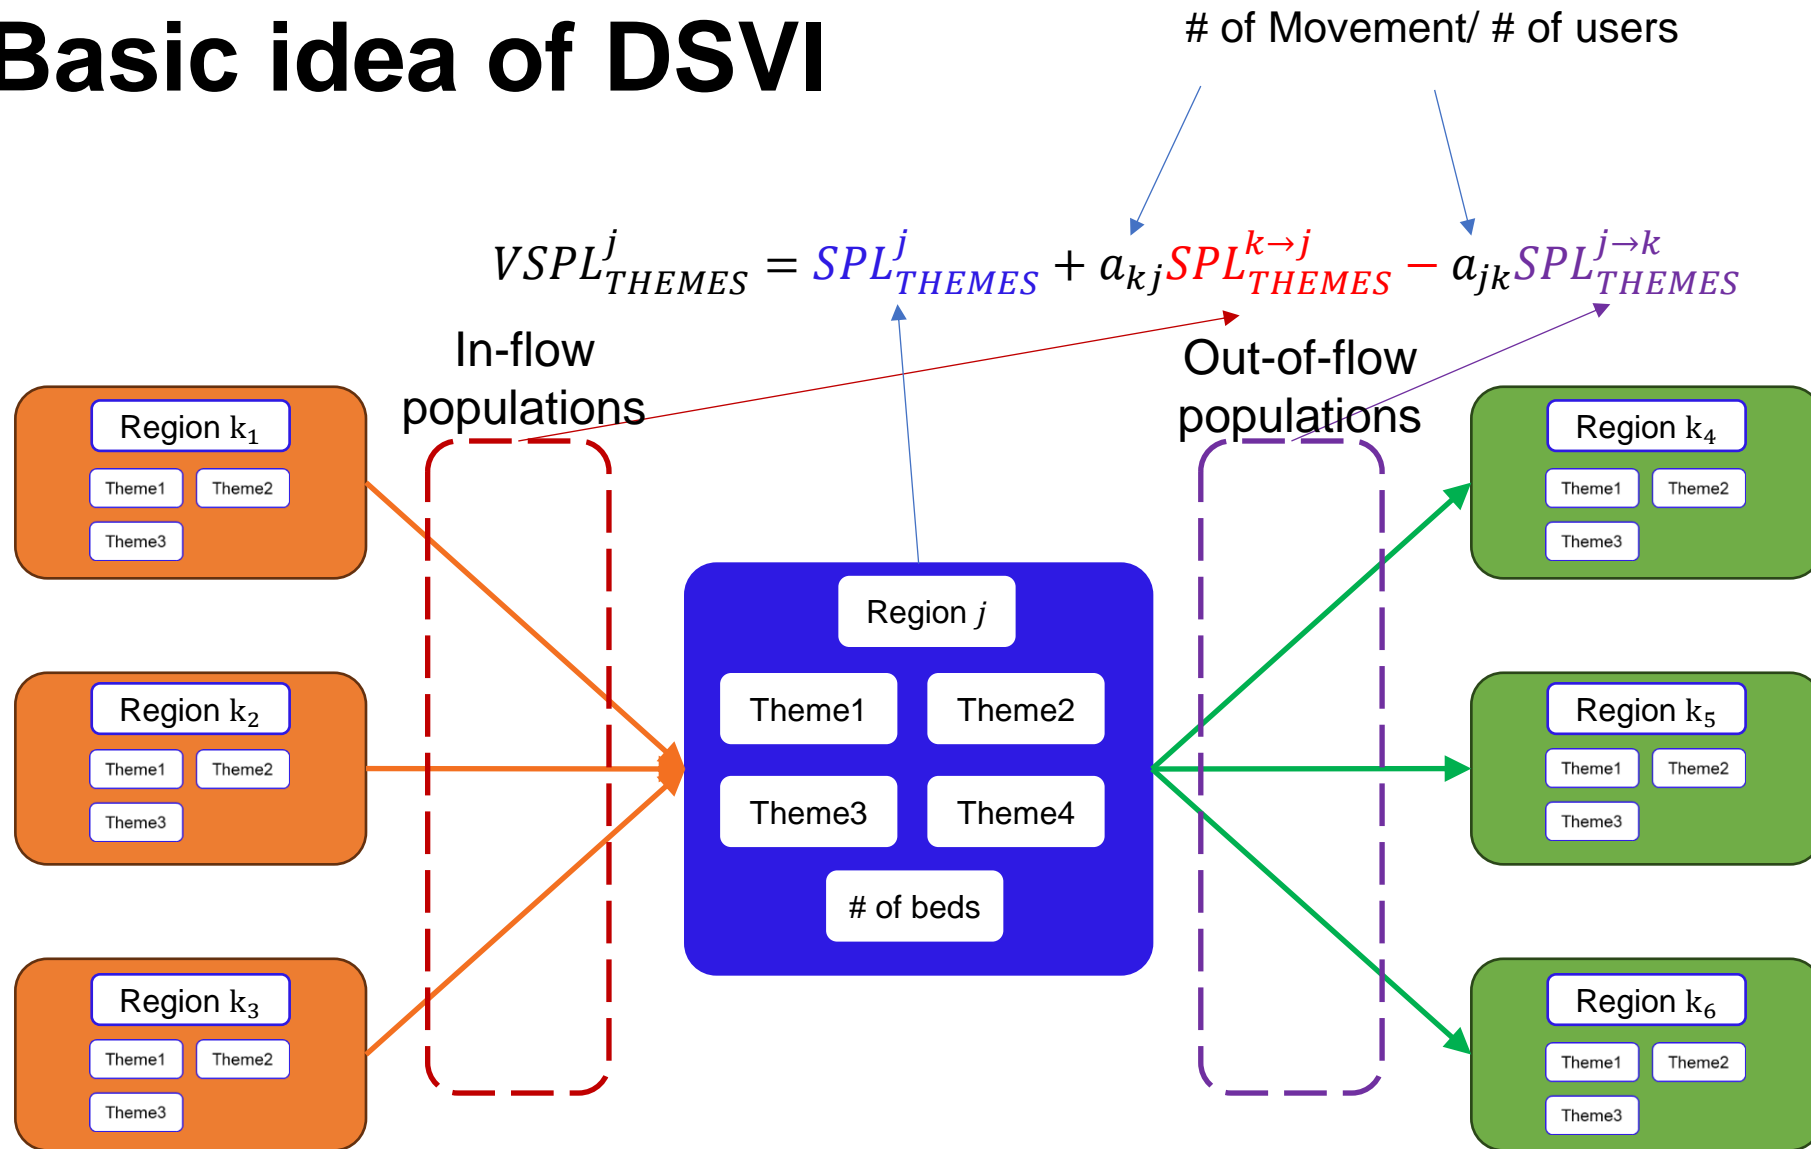 Basic idea of DSVI
# of Movement/ # of users
VSPL^j_THEMES = SPL^j_THEMES + a_kj SPL^{k→j}_THEMES − a_jk SPL^{j→k}_THEMES
In-flow
populations
Out-of-flow
populations
Region k₁
Theme1 Theme2
Theme3
Region k₂
Theme1 Theme2
Theme3
Region k₃
Theme1 Theme2
Theme3
Region j
Theme1 Theme2
Theme3 Theme4
# of beds
Region k₄
Theme1 Theme2
Theme3
Region k₅
Theme1 Theme2
Theme3
Region k₆
Theme1 Theme2
Theme3